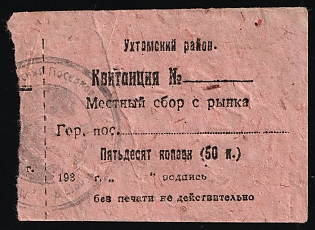 Ухтомский район.
Квитанция №
Местный сбор с рынка
Гор. пос.
Пятьдесят копеек (50 к.)
г. 193 г. „ “ подпись
без печати не действительно